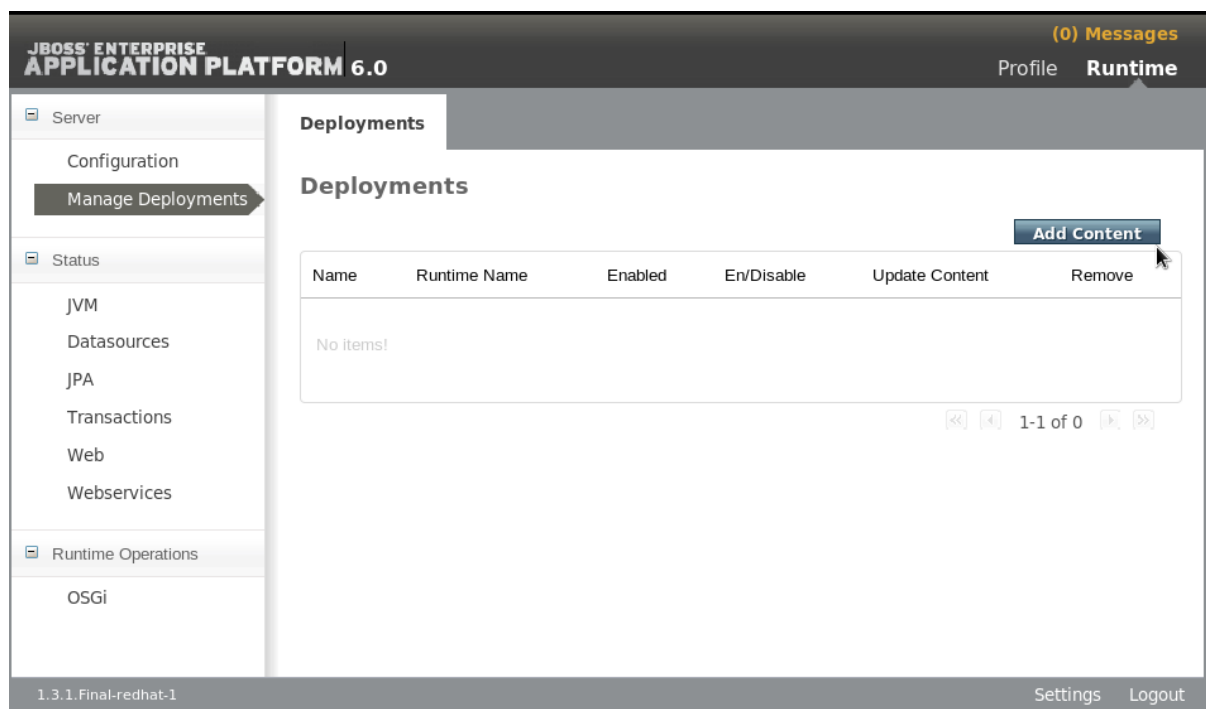 (0) Messages
JBOSS' ENTERPRISE
APPLICATION PLATFORM 6.0
Profile Runtime
Server
Configuration
Manage Deployments
Status
JVM
Datasources
JPA
Transactions
Web
Webservices
Runtime Operations
OSGi
Deployments
Deployments
Add Content
Name Runtime Name Enabled En/Disable Update Content Remove
No items!
1-1 of 0
1.3.1.Final-redhat-1
Settings Logout